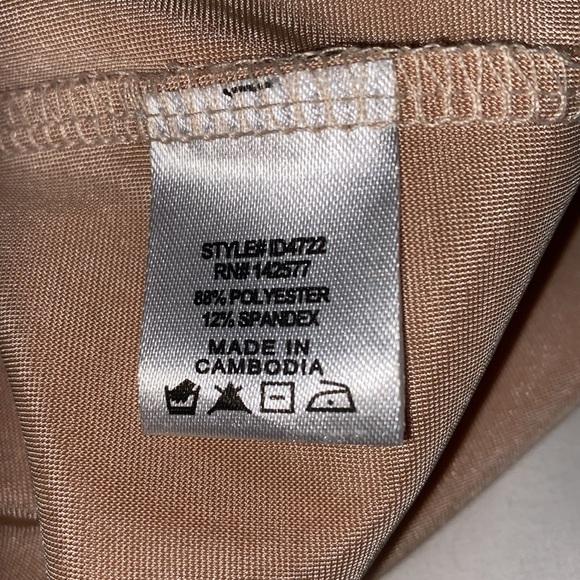 STYLE# ID4722
RN# 142577
88% POLYESTER
12% SPANDEX
MADE IN
CAMBODIA